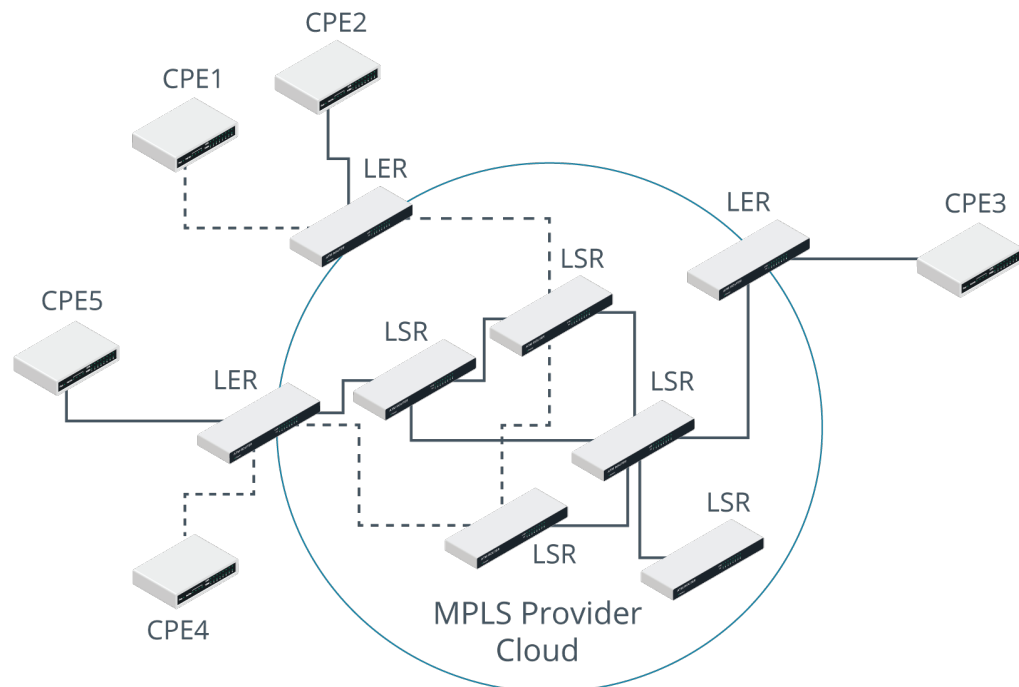 CPE2
CPE1
LER
LER
CPE3
LSR
CPE5
LSR
LER
LSR
LSR
LSR
CPE4
MPLS Provider
Cloud